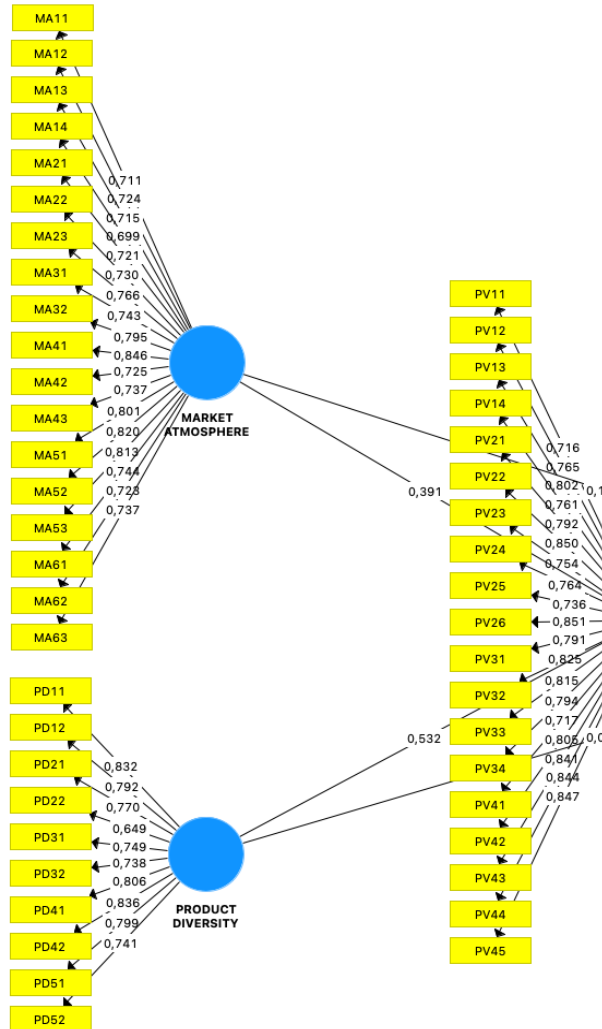 MA11
MA12
MA13
MA14
MA21
MA22
MA23
MA31
MA32
MA41
MA42
MA43
MA51
MA52
MA53
MA61
MA62
MA63
0,711
0,724
0,715
0,699
0,721
0,730
0,766
0,743
0,795
0,846
0,725
0,737
0,801
0,820
0,813
0,744
0,723
0,737
MARKET
ATMOSPHERE
0,391
PV11
PV12
PV13
PV14
PV21
PV22
PV23
PV24
PV25
PV26
PV31
PV32
PV33
PV34
PV41
PV42
PV43
PV44
PV45
0,716
0,765
0,802
0,761
0,792
0,850
0,754
0,764
0,736
0,851
0,791
0,825
0,815
0,794
0,717
0,805
0,841
0,844
0,847
PD11
PD12
PD21
PD22
PD31
PD32
PD41
PD42
PD51
PD52
0,832
0,792
0,770
0,649
0,749
0,738
0,806
0,836
0,799
0,741
PRODUCT
DIVERSITY
0,532